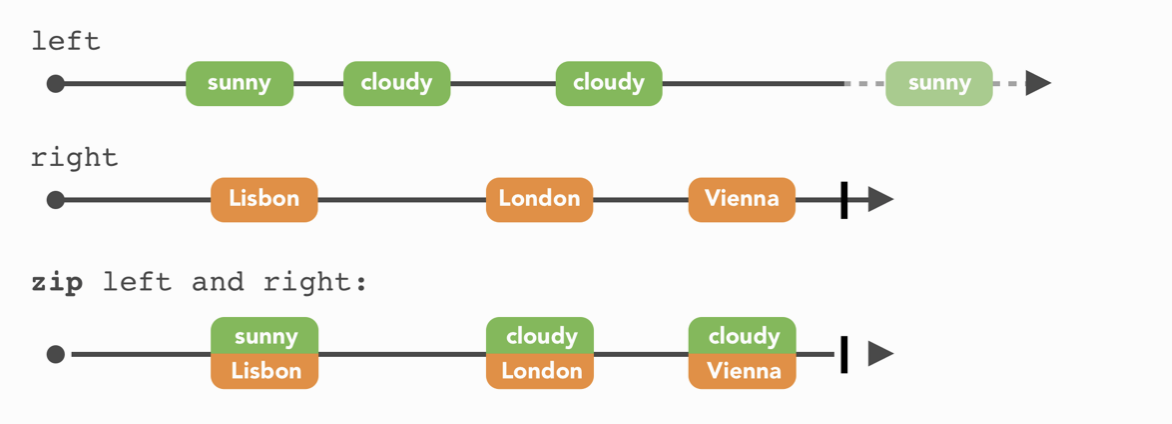 left
sunny cloudy cloudy sunny
right
Lisbon London Vienna
zip left and right:
sunny cloudy cloudy
Lisbon London Vienna